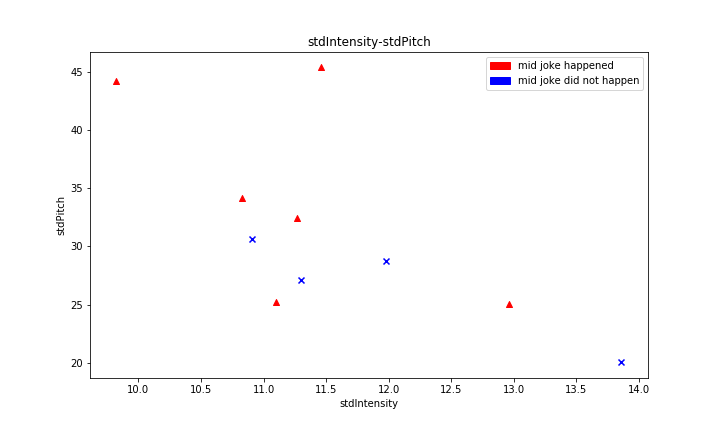 stdIntensity-stdPitch
mid joke happened
mid joke did not happen
45
40
35
30
25
20
stdPitch
10.0 10.5 11.0 11.5 12.0 12.5 13.0 13.5 14.0
stdIntensity